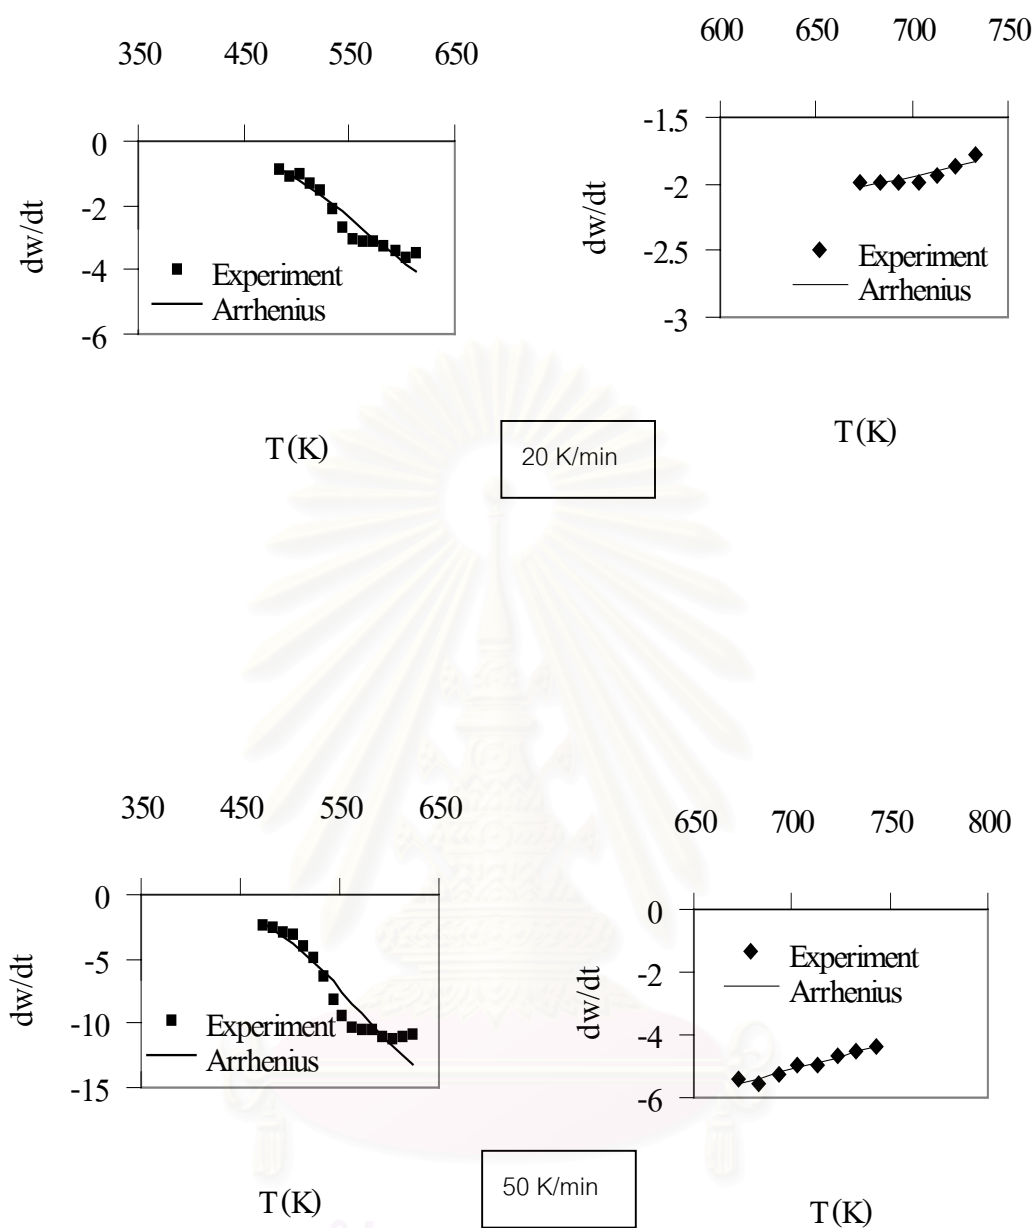 350 450 550 650
0
-2
-4
-6
dw/dt
Experiment
Arrhenius
T(K)
600 650 700 750
-1.5
-2
-2.5
-3
dw/dt
Experiment
Arrhenius
T(K)
20 K/min
350 450 550 650
0
-5
-10
-15
dw/dt
Experiment
Arrhenius
T(K)
650 700 750 800
0
-2
-4
-6
dw/dt
Experiment
Arrhenius
T(K)
50 K/min